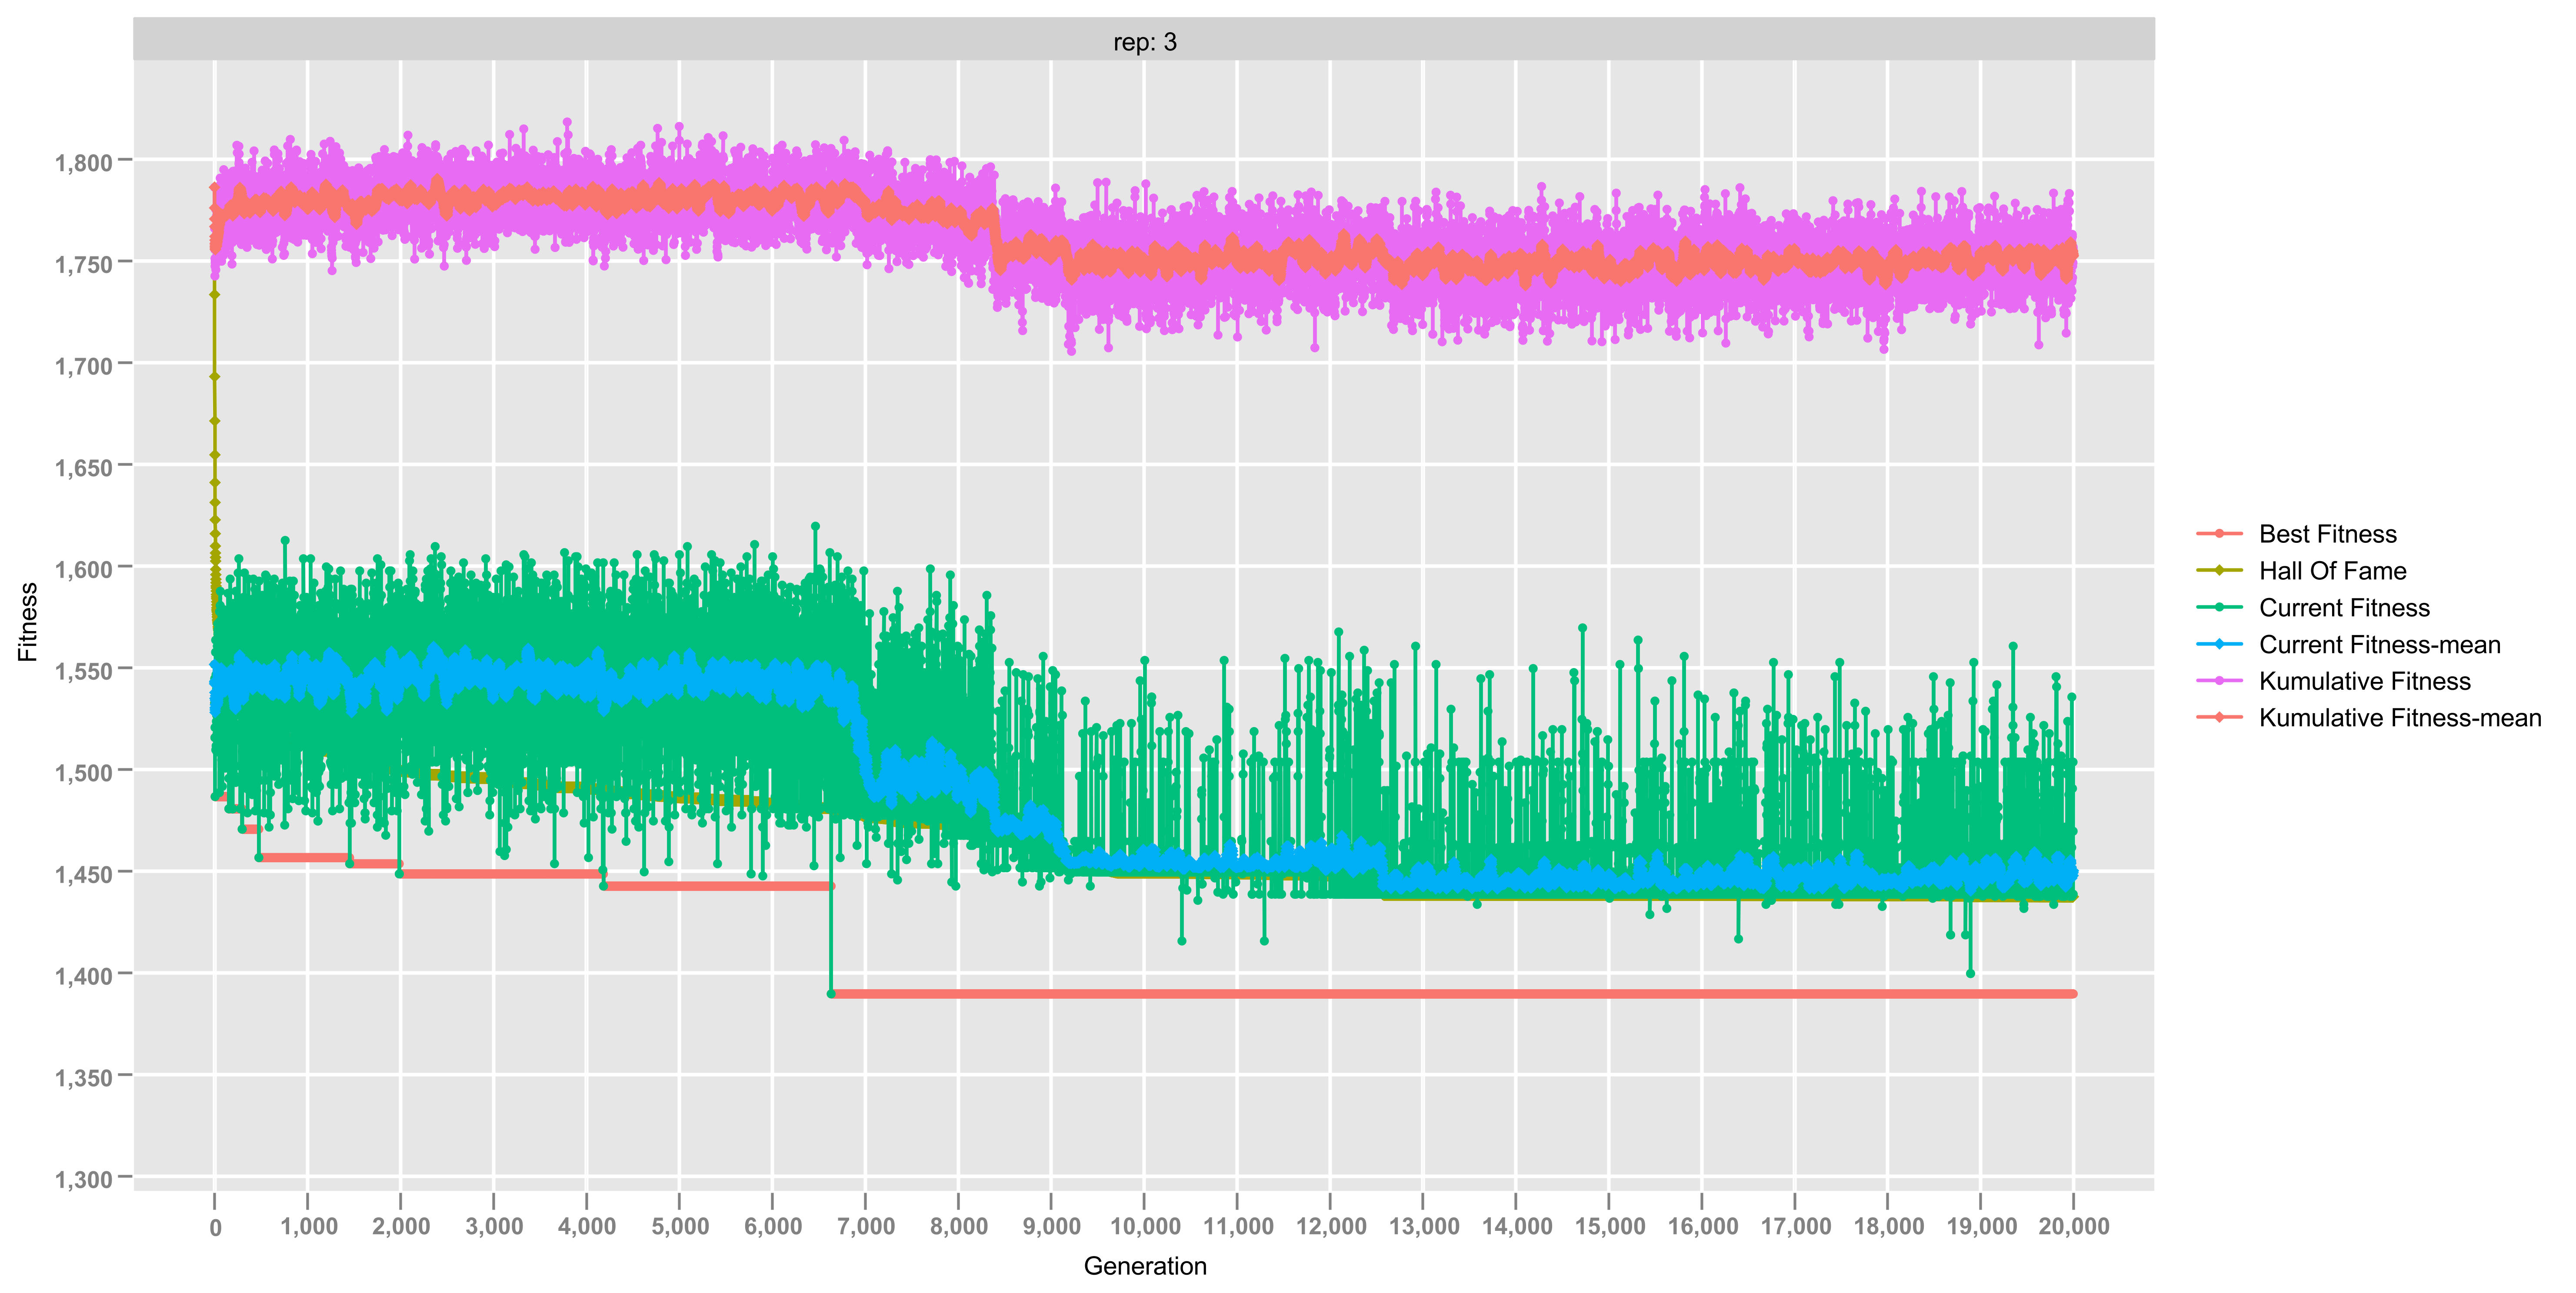 rep: 3
Fitness
1,800
1,750
1,700
1,650
1,600
1,550
1,500
1,450
1,400
1,350
1,300
0 1,000 2,000 3,000 4,000 5,000 6,000 7,000 8,000 9,000 10,000 11,000 12,000 13,000 14,000 15,000 16,000 17,000 18,000 19,000 20,000
Generation
Best Fitness
Hall Of Fame
Current Fitness
Current Fitness-mean
Kumulative Fitness
Kumulative Fitness-mean